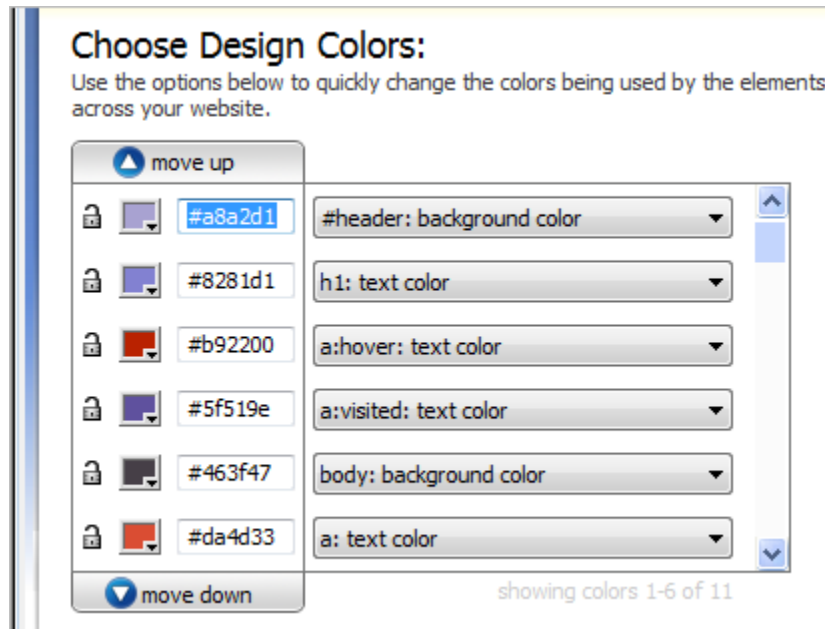 Choose Design Colors:
Use the options below to quickly change the colors being used by the elements
across your website.
move up
#a8a2d1 #header: background color
#8281d1 h1: text color
#b92200 a:hover: text color
#5f519e a:visited: text color
#463f47 body: background color
#da4d33 a: text color
move down showing colors 1-6 of 11